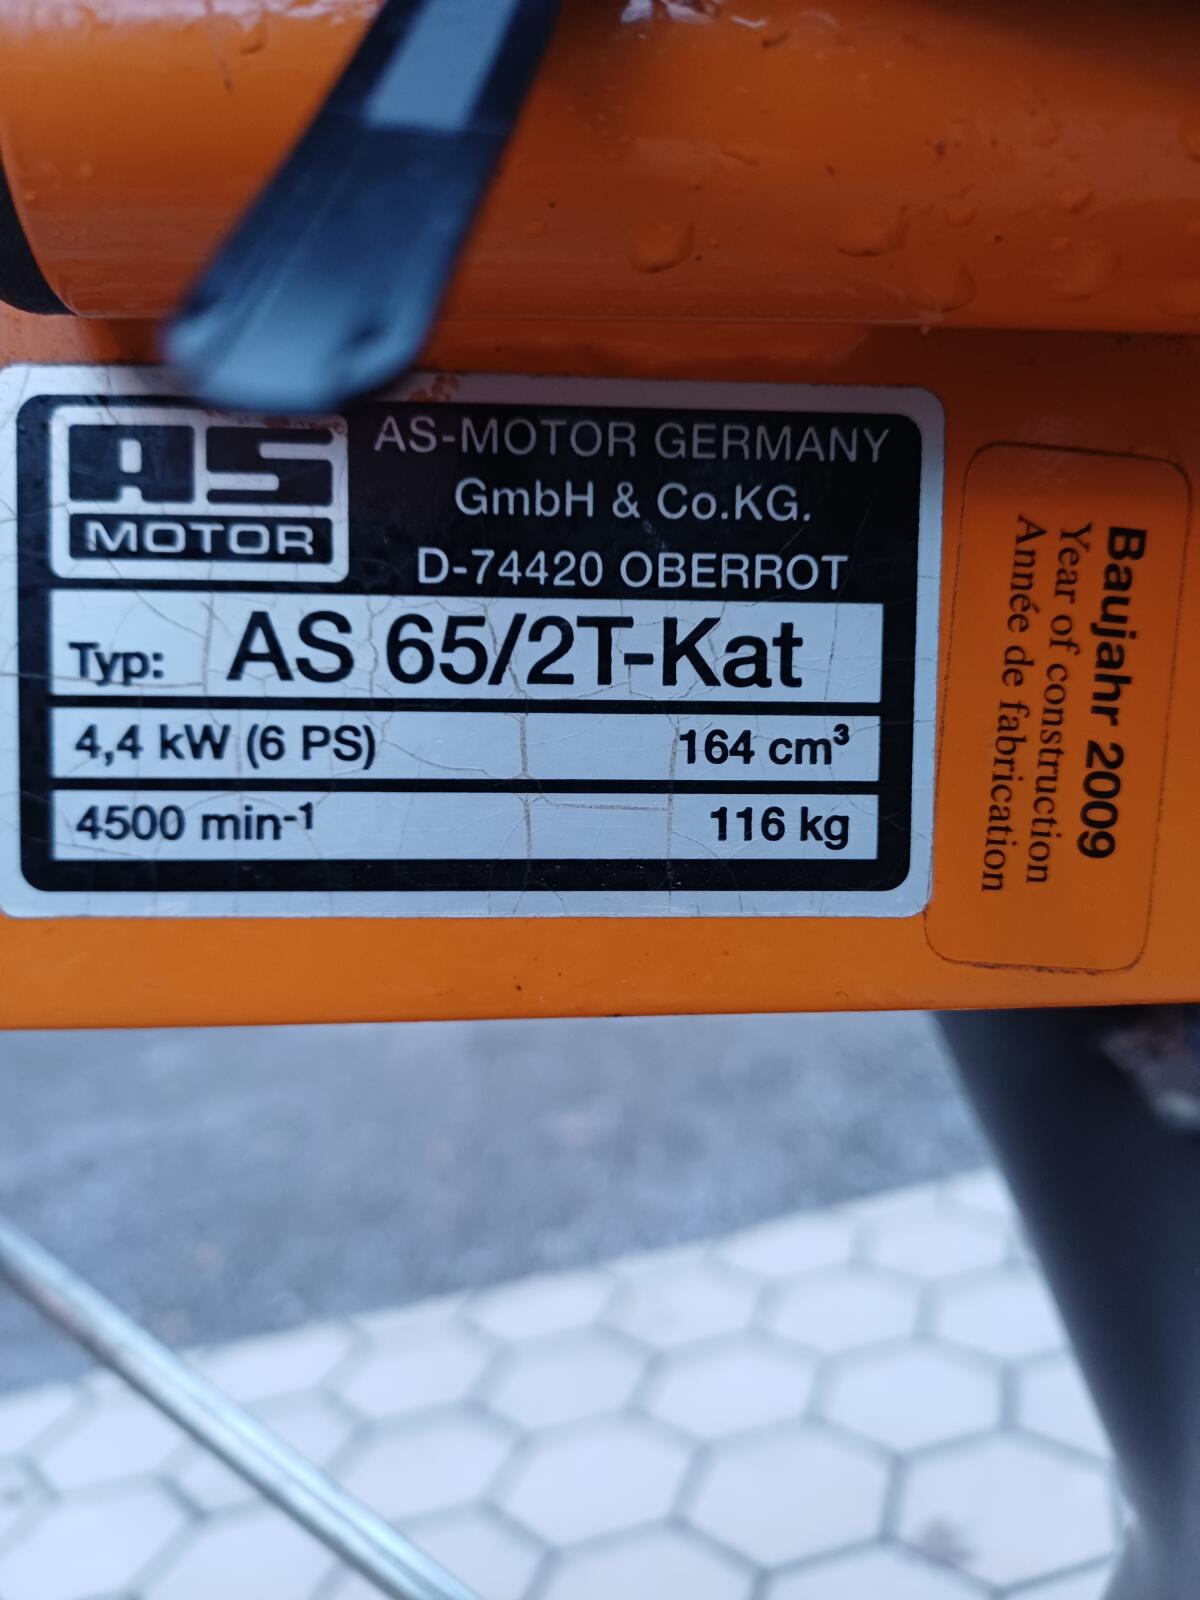 AS
MOTOR
AS-MOTOR GERMANY
GmbH & Co.KG.
D-74420 OBERROT
Typ: AS 65/2T-Kat
4,4 kW (6 PS) 164 cm³
4500 min-¹ 116 kg
Baujahr 2009
Year of construction
Année de fabrication